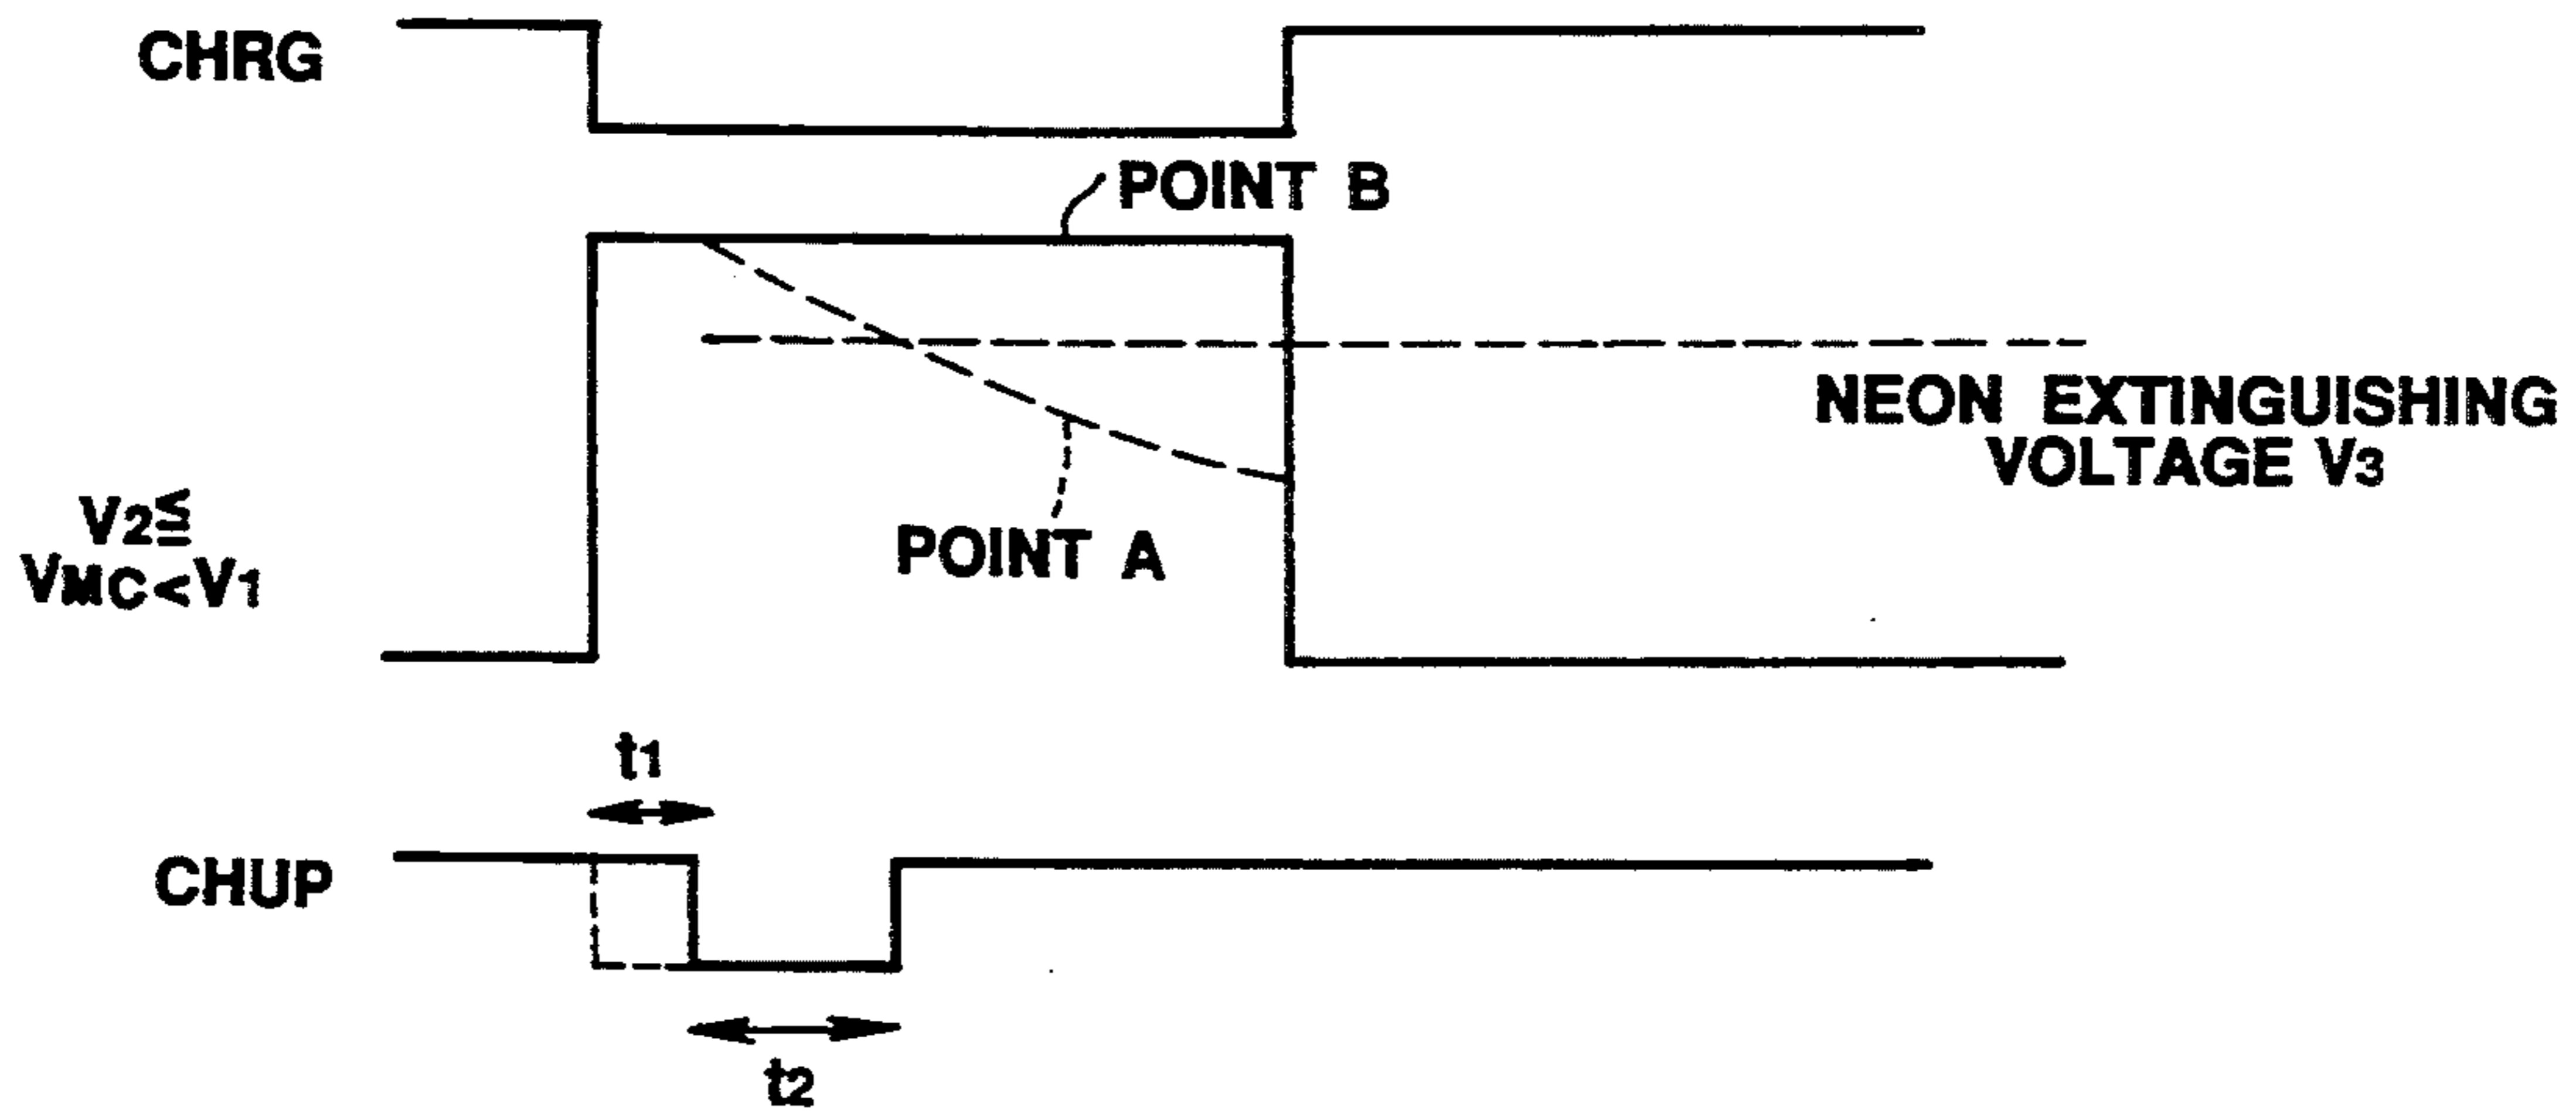 CHRG
POINT B
NEON EXTINGUISHING
VOLTAGE V3
V2≦
VMC<V1
POINT A
t1
CHUP
t2